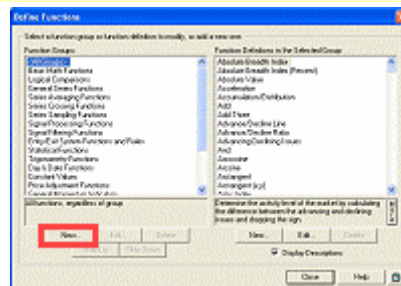 Define Functions
Select a function group or function definition to modify, or add a new one.
Function Groups:
Function Definitions in the Selected Group
Absolute Breadth Index
Basic Math Functions
Absolute Breadth Index (Percent)
Logical Comparisons
Absolute Value
General Series Functions
Acceleration
Series Averaging Functions
Accumulation/Distribution
Series Crossing Functions
Add
Series Sampling Functions
Add Three
Signal Processing Functions
Advance/Decline Line
Signal Filtering Functions
Advance/Decline Ratio
Entry/Exit System Functions and Rules
Advancing-Declining Issues
Statistical Functions
And
Trigonometry Functions
Arccosine
Day & Date Functions
Arcsine
Constant Values
Arctangent
Price Adjustment Functions
Arctangent (x,y)
All functions, regardless of group.
Determine the activity level of the market by calculating
the difference between the advancing and declining
issues and dropping the sign.
New...
Edit...
Delete
New...
Edit...
Delete
Display Descriptions
Close
Help